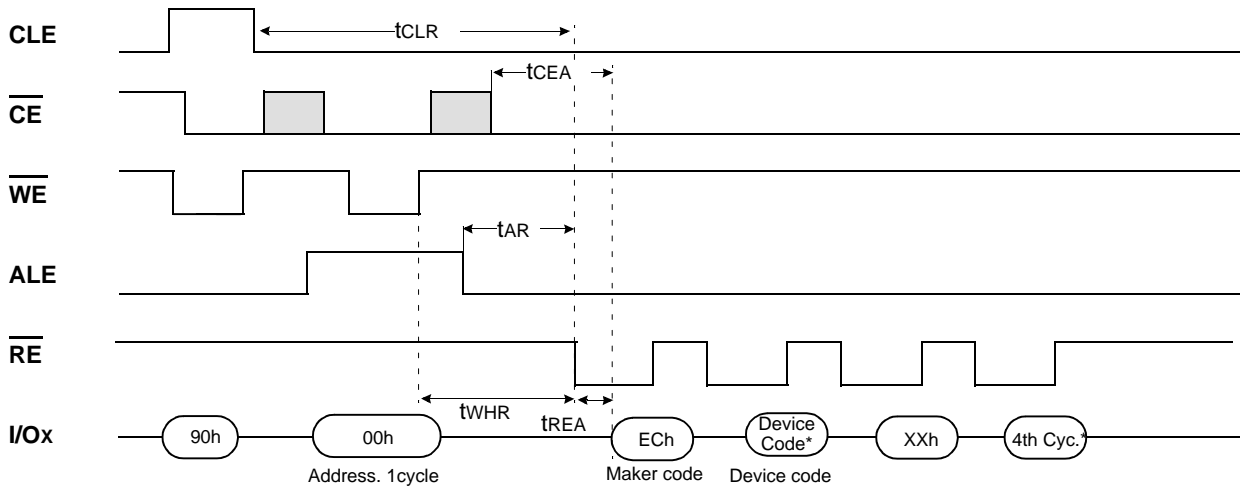 CLE
tCLR
tCEA
CE
WE
tAR
ALE
RE
tWHR
tREA
I/Ox
90h
00h
ECh
Device
Code*
XXh
4th Cyc.*
Address. 1cycle
Maker code
Device code